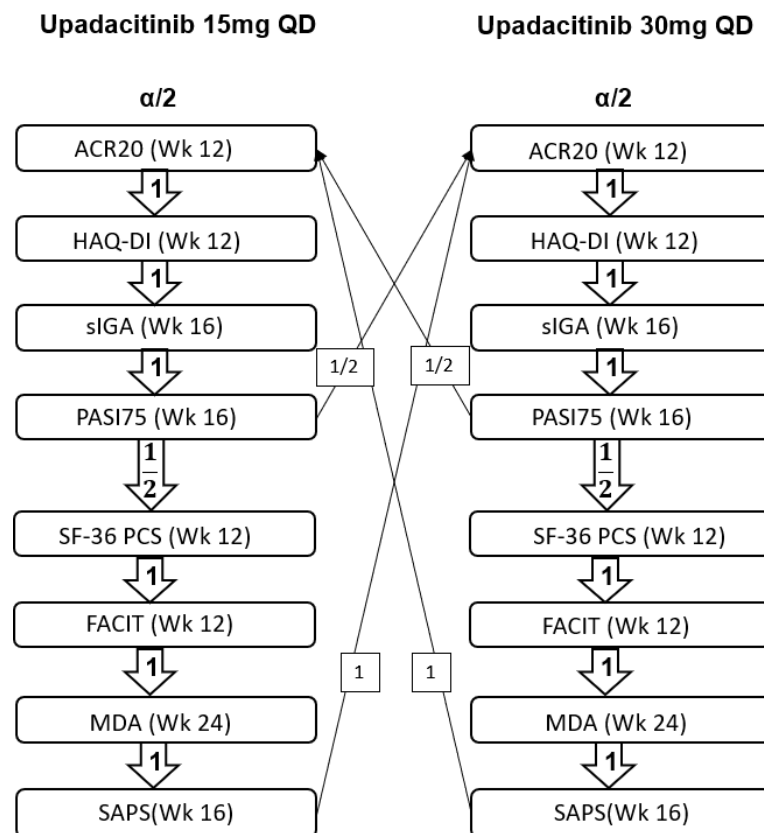 Upadacitinib 15mg QD
Upadacitinib 30mg QD
α/2
α/2
ACR20 (Wk 12)
ACR20 (Wk 12)
1
1
HAQ-DI (Wk 12)
HAQ-DI (Wk 12)
1
1
sIGA (Wk 16)
sIGA (Wk 16)
1
1/2
1/2
1
PASI75 (Wk 16)
PASI75 (Wk 16)
1/2
1/2
SF-36 PCS (Wk 12)
SF-36 PCS (Wk 12)
1
1
FACIT (Wk 12)
FACIT (Wk 12)
1
1
1
1
MDA (Wk 24)
MDA (Wk 24)
1
1
SAPS(Wk 16)
SAPS(Wk 16)